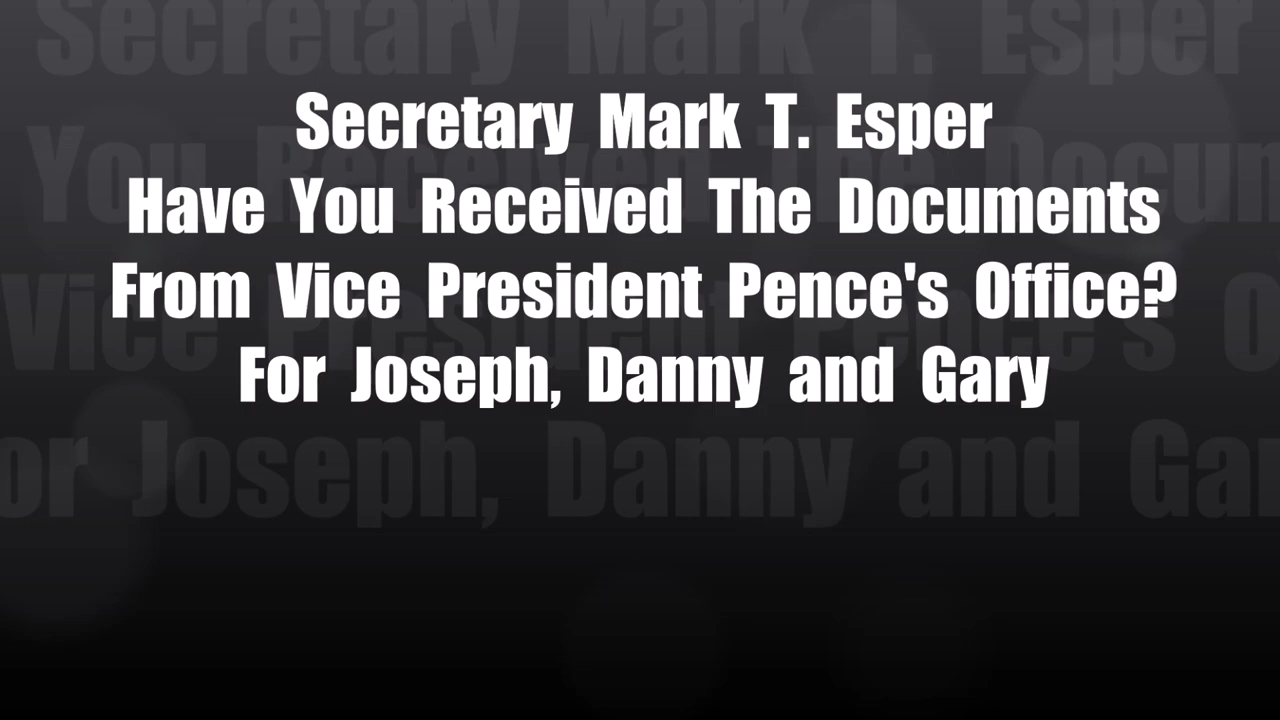 Secretary Mark T. Esper
Have You Received The Documents
From Vice President Pence's Office?
For Joseph, Danny and Gary